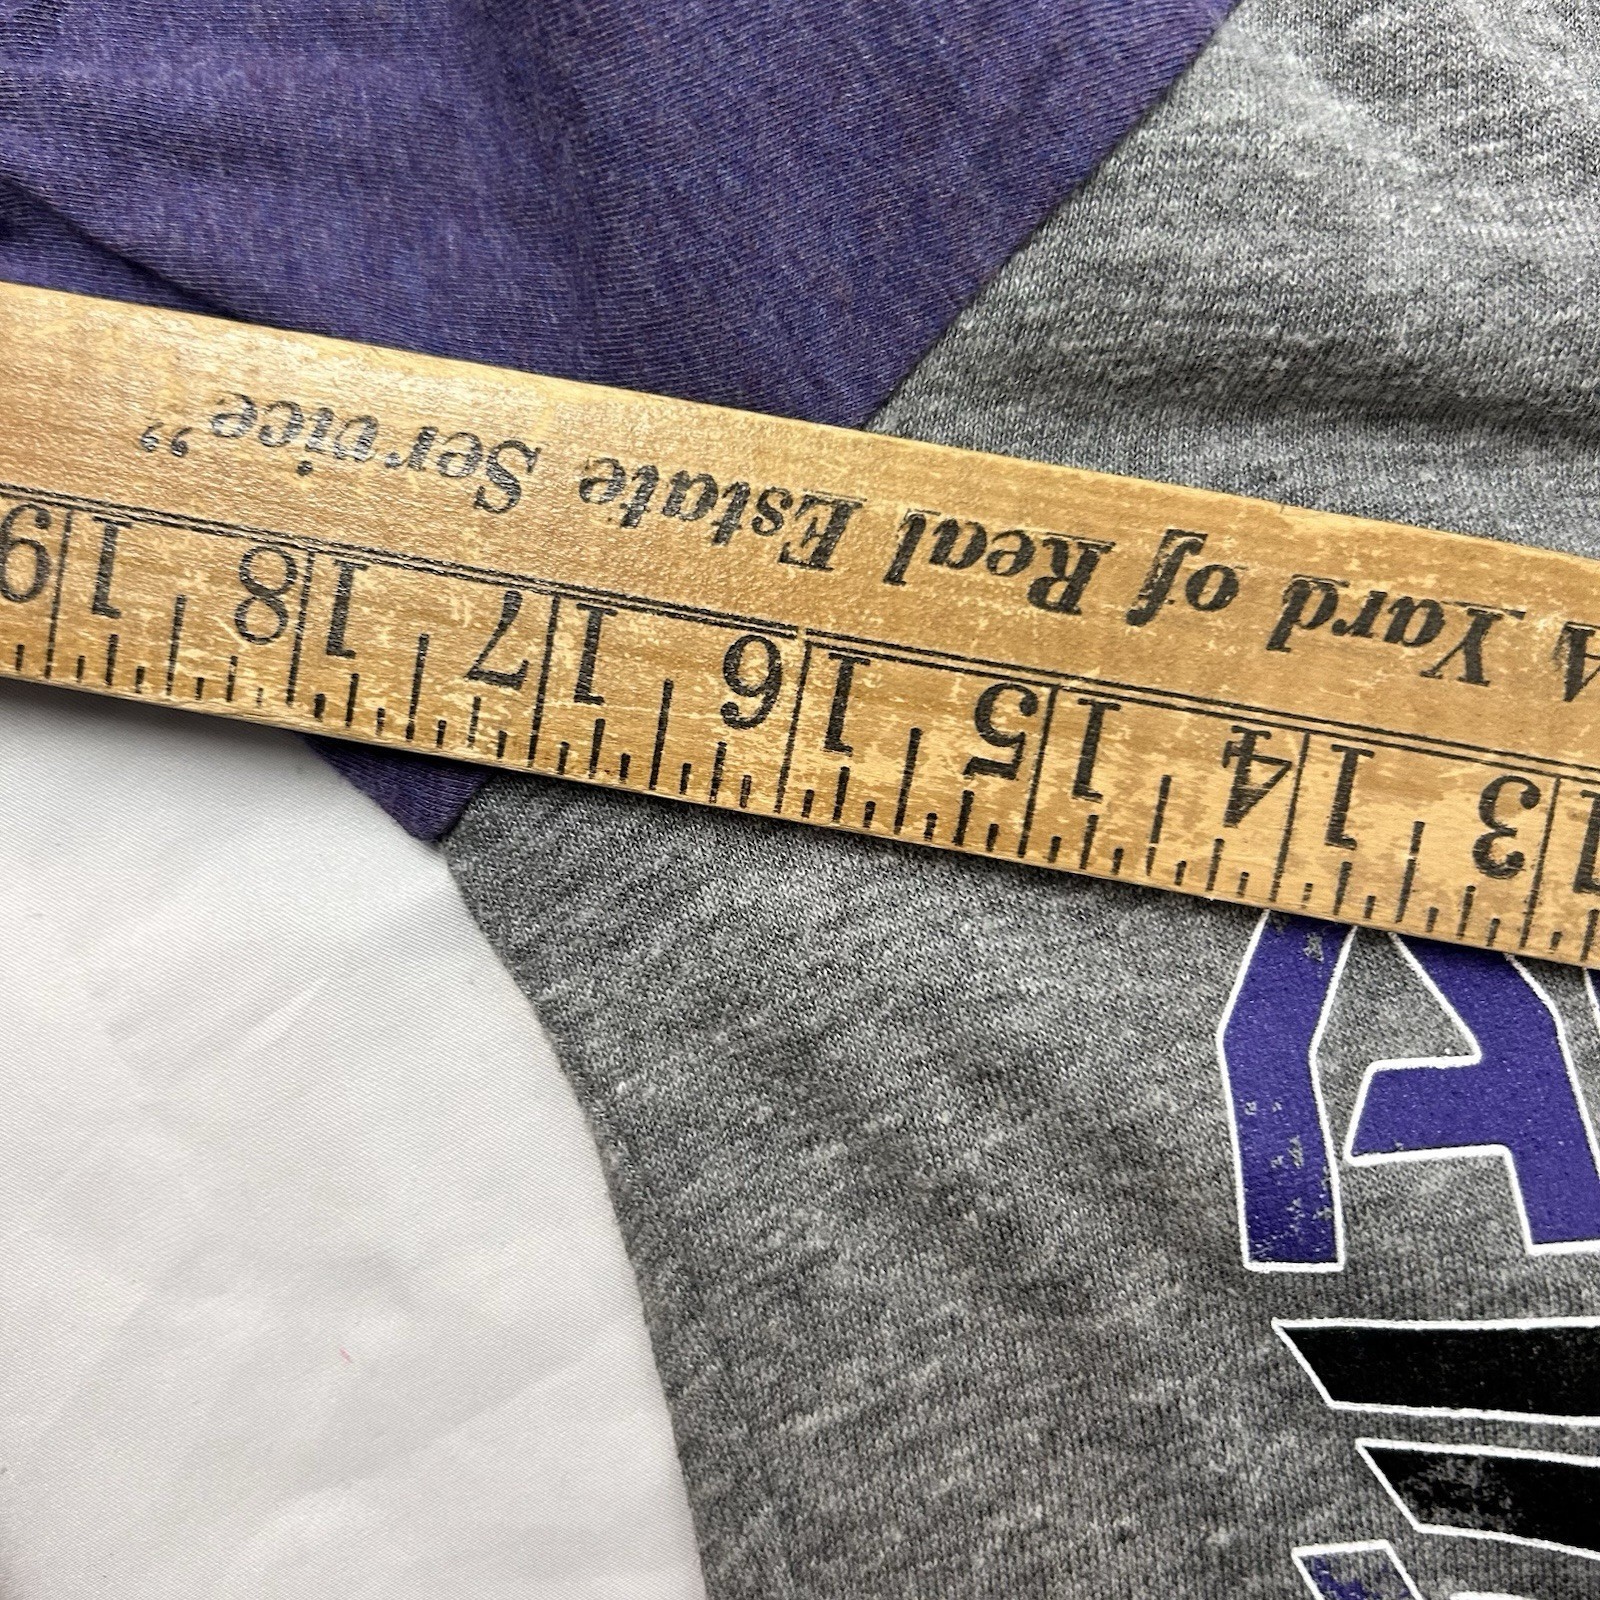 13 14 15 16 17 18 19
A Yard of Real Estate Service”